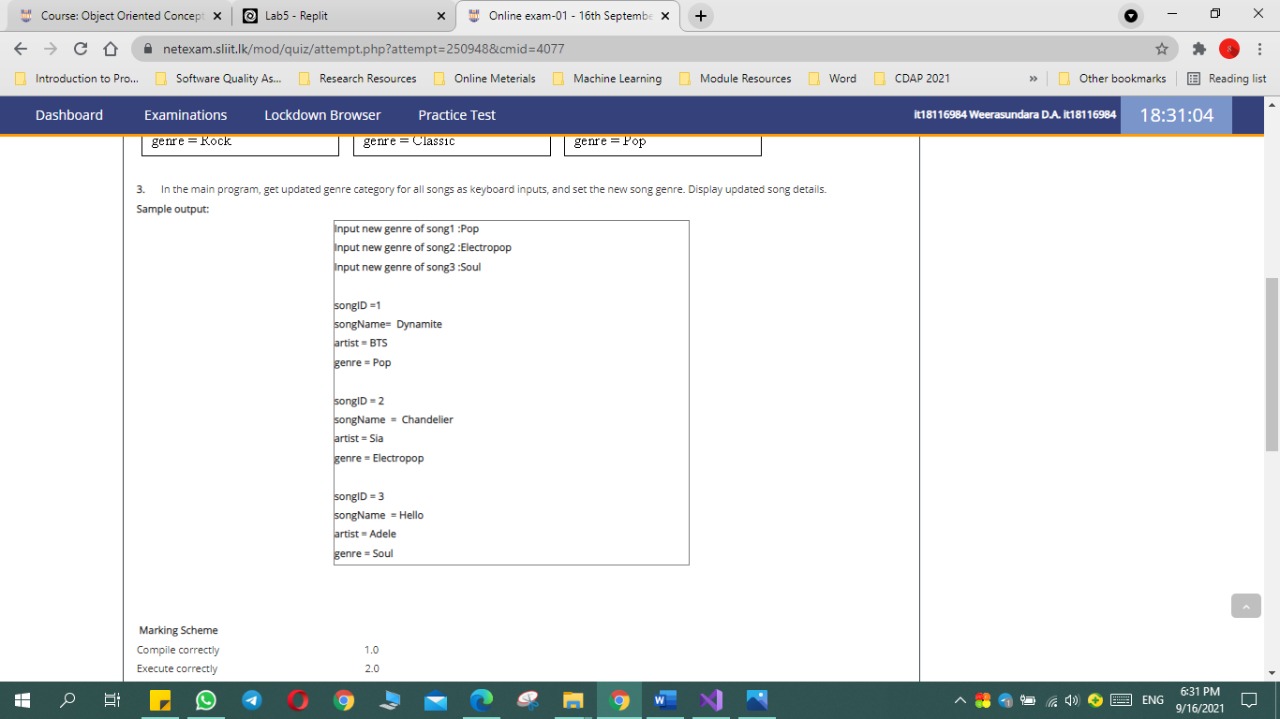 Course: Object Oriented Concept
Lab5 - Replit
Online exam-01 - 16th Septembe
netexam.sliit.lk/mod/quiz/attempt.php?attempt=250948&cmid=4077
Introduction to Pro... Software Quality As... Research Resources Online Meterials Machine Learning Module Resources Word CDAP 2021 » Other bookmarks Reading list
Dashboard Examinations Lockdown Browser Practice Test it18116984 Weerasundara D.A. it18116984 18:31:04
genre = Rock genre = Classic genre = Pop
3. In the main program, get updated genre category for all songs as keyboard inputs, and set the new song genre. Display updated song details.
Sample output:
Input new genre of song1 :Pop
Input new genre of song2 :Electropop
Input new genre of song3 :Soul
songID =1
songName= Dynamite
artist = BTS
genre = Pop
songID = 2
songName = Chandelier
artist = Sia
genre = Electropop
songID = 3
songName = Hello
artist = Adele
genre = Soul
Marking Scheme
Compile correctly 1.0
Execute correctly 2.0
ENG
6:31 PM
9/16/2021